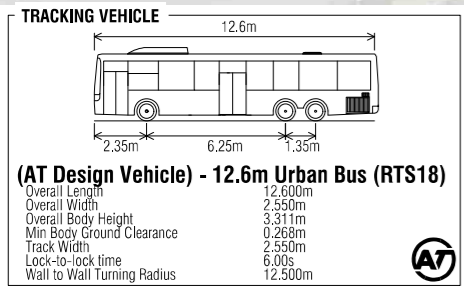 TRACKING VEHICLE
12.6m
2.35m 6.25m 1.35m
(AT Design Vehicle) - 12.6m Urban Bus (RTS18)
Overall Length 12.600m
Overall Width 2.550m
Overall Body Height 3,311m
Min Body Ground Clearance 0.268m
Track Width 2.550m
Lock-to-lock time 6.00s
Wall to Wall Turning Radius 12.500m
AT